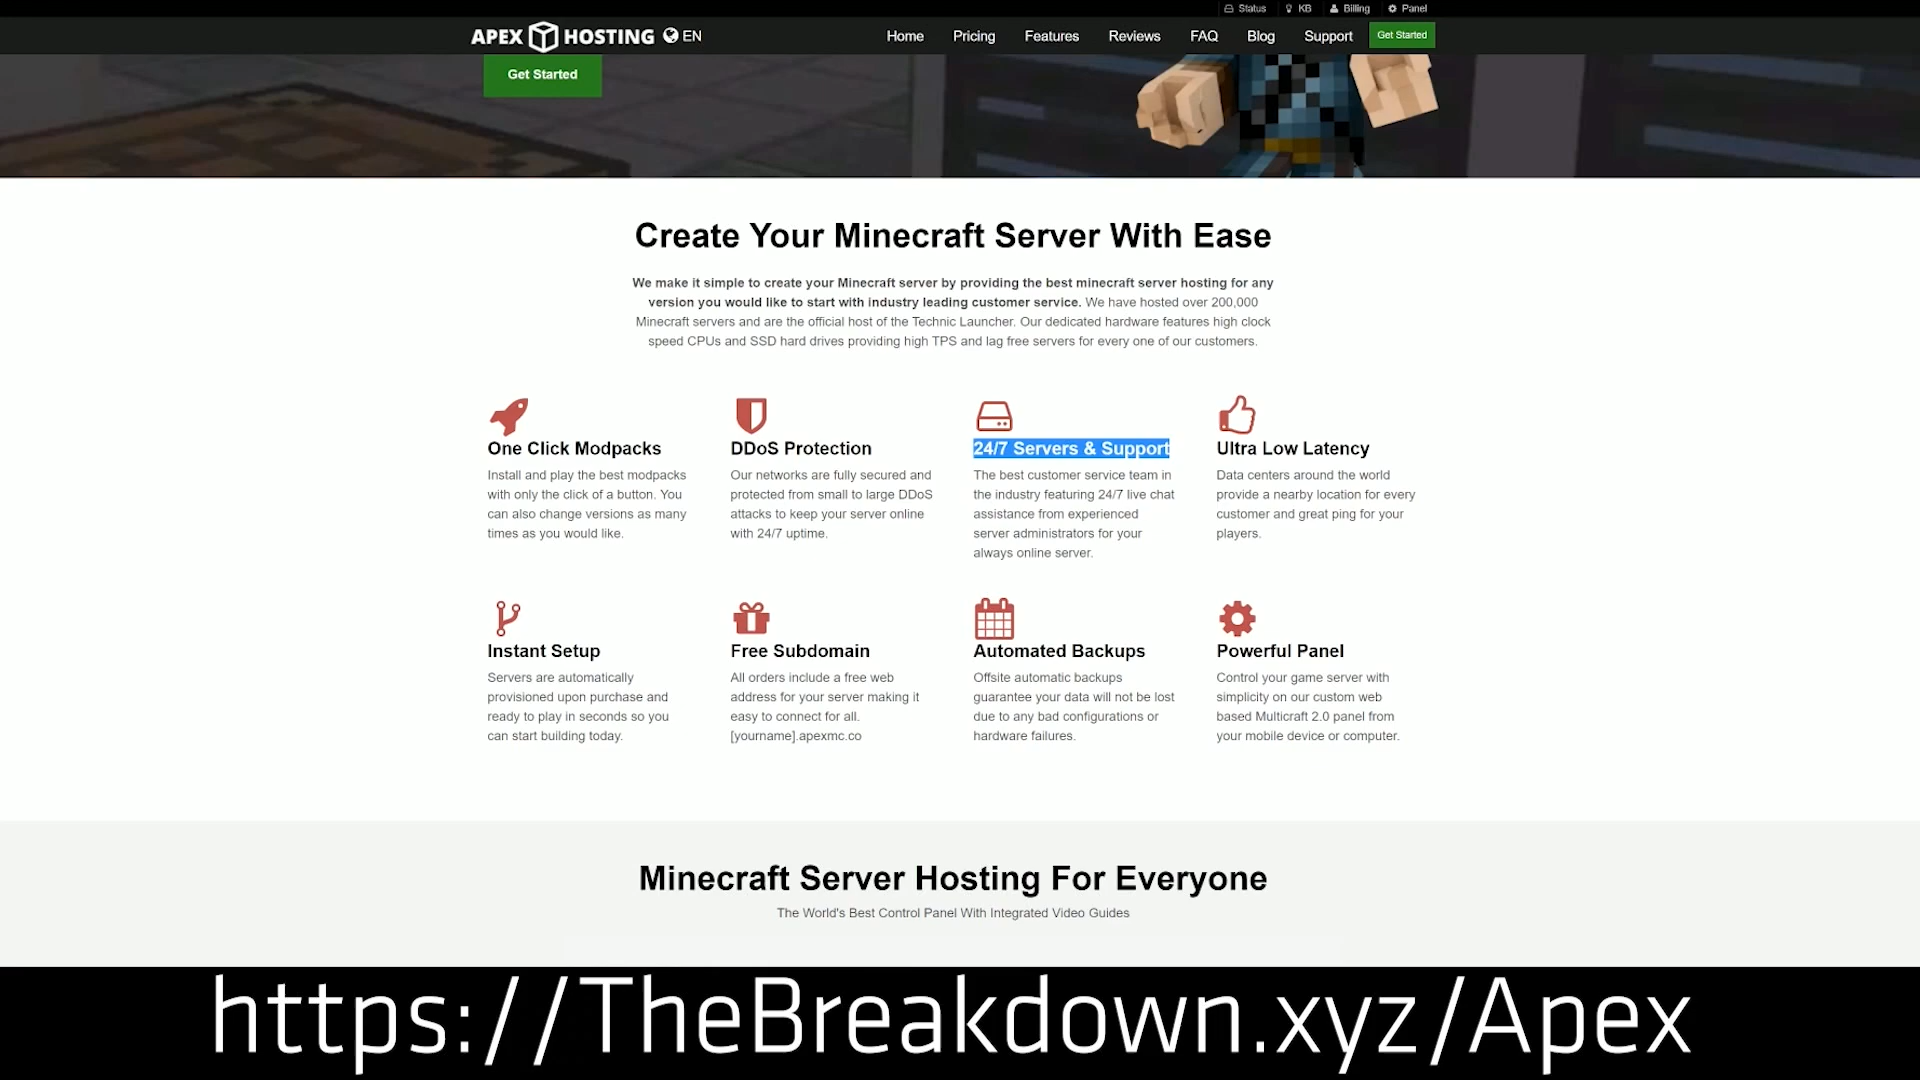 Status KB Billing Panel
APEX HOSTING EN Home Pricing Features Reviews FAQ Blog Support Get Started
Get Started
Create Your Minecraft Server With Ease
We make it simple to create your Minecraft server by providing the best minecraft server hosting for any
version you would like to start with industry leading customer service. We have hosted over 200,000
Minecraft servers and are the official host of the Technic Launcher. Our dedicated hardware features high clock
speed CPUs and SSD hard drives providing high TPS and lag free servers for every one of our customers.
One Click Modpacks
Install and play the best modpacks
with only the click of a button. You
can also change versions as many
times as you would like.
DDoS Protection
Our networks are fully secured and
protected from small to large DDoS
attacks to keep your server online
with 24/7 uptime.
24/7 Servers & Support
The best customer service team in
the industry featuring 24/7 live chat
assistance from experienced
server administrators for your
always online server.
Ultra Low Latency
Data centers around the world
provide a nearby location for every
customer and great ping for your
players.
Instant Setup
Servers are automatically
provisioned upon purchase and
ready to play in seconds so you
can start building today.
Free Subdomain
All orders include a free web
address for your server making it
easy to connect for all.
[yourname].apexmc.co
Automated Backups
Offsite automatic backups
guarantee your data will not be lost
due to any bad configurations or
hardware failures.
Powerful Panel
Control your game server with
simplicity on our custom web
based Multicraft 2.0 panel from
your mobile device or computer.
Minecraft Server Hosting For Everyone
The World's Best Control Panel With Integrated Video Guides
https://TheBreakdown.xyz/Apex